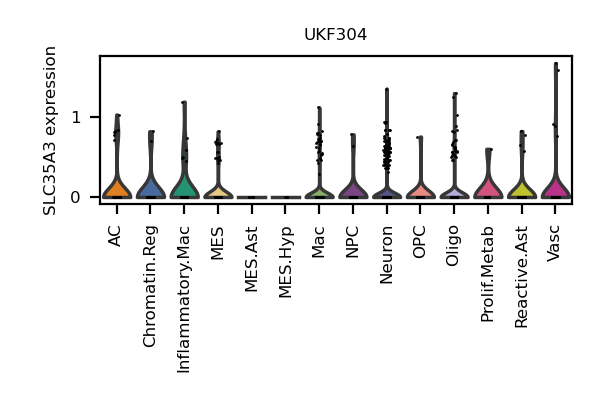 UKF304
SLC35A3 expression
1
0
AC
Chromatin.Reg
Inflammatory.Mac
MES
MES.Ast
MES.Hyp
Mac
NPC
Neuron
OPC
Oligo
Prolif.Metab
Reactive.Ast
Vasc